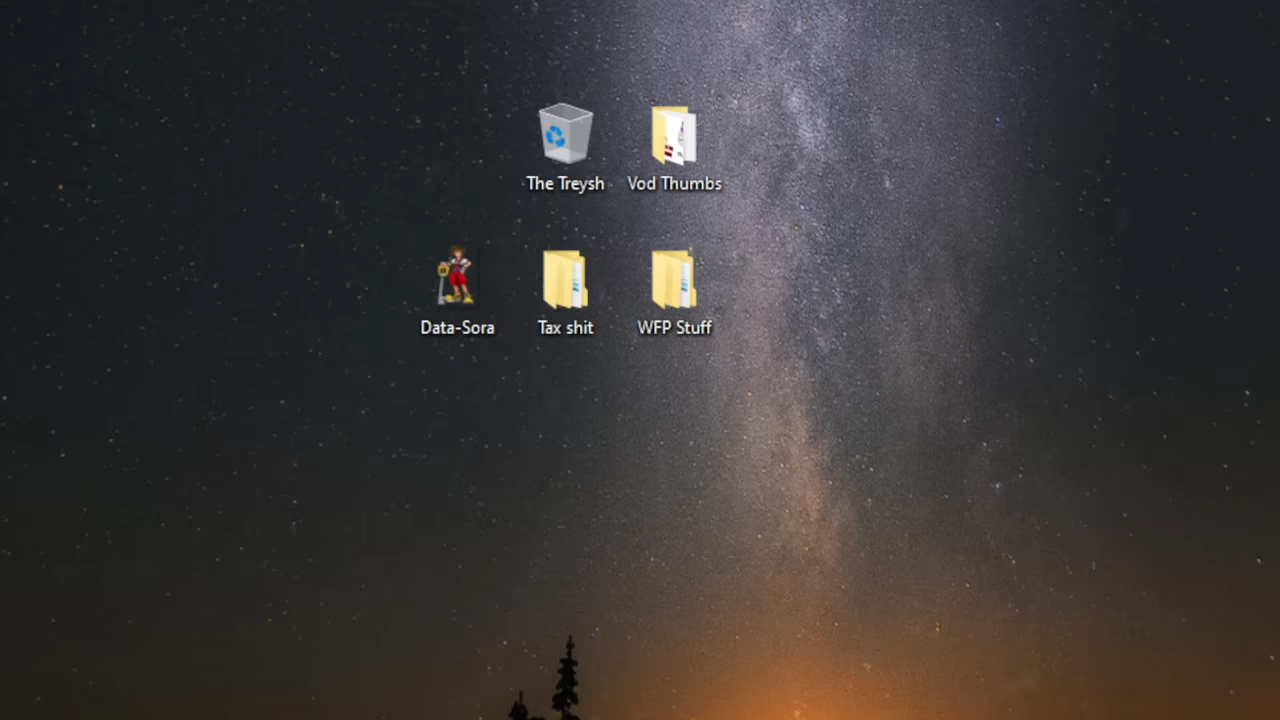 The Treysh
Vod Thumbs
Data-Sora
Tax shit
WFP Stuff